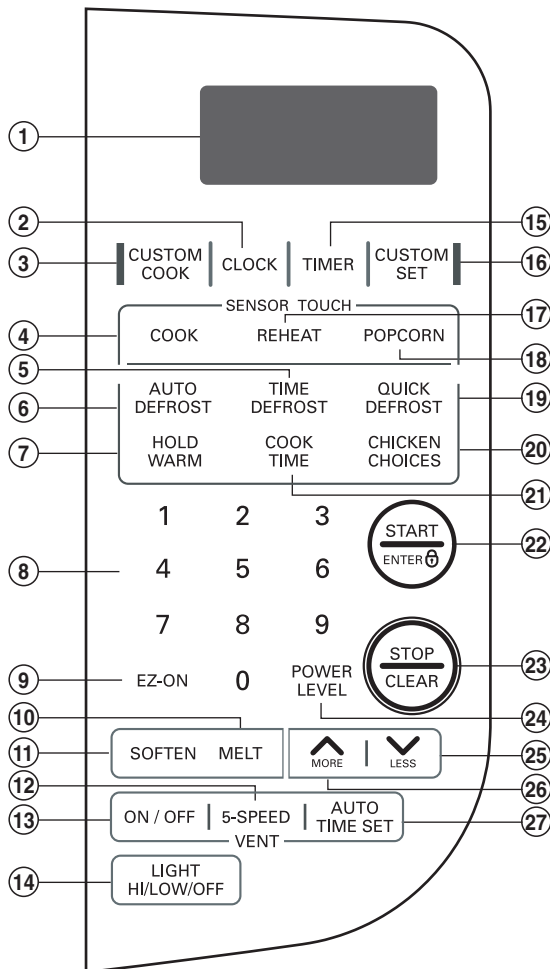 1
2
15
3
CUSTOM COOK
CLOCK
TIMER
CUSTOM SET
16
SENSOR TOUCH
17
4
COOK
REHEAT
POPCORN
18
5
6
AUTO DEFROST
TIME DEFROST
QUICK DEFROST
19
7
HOLD WARM
COOK TIME
CHICKEN CHOICES
20
21
1 2 3
START
ENTER
22
8
4 5 6
7 8 9
STOP
CLEAR
23
9
EZ-ON
0
POWER LEVEL
24
10
11
SOFTEN
MELT
MORE
LESS
25
26
12
13
ON / OFF
5-SPEED
AUTO TIME SET
27
VENT
14
LIGHT
HI/LOW/OFF